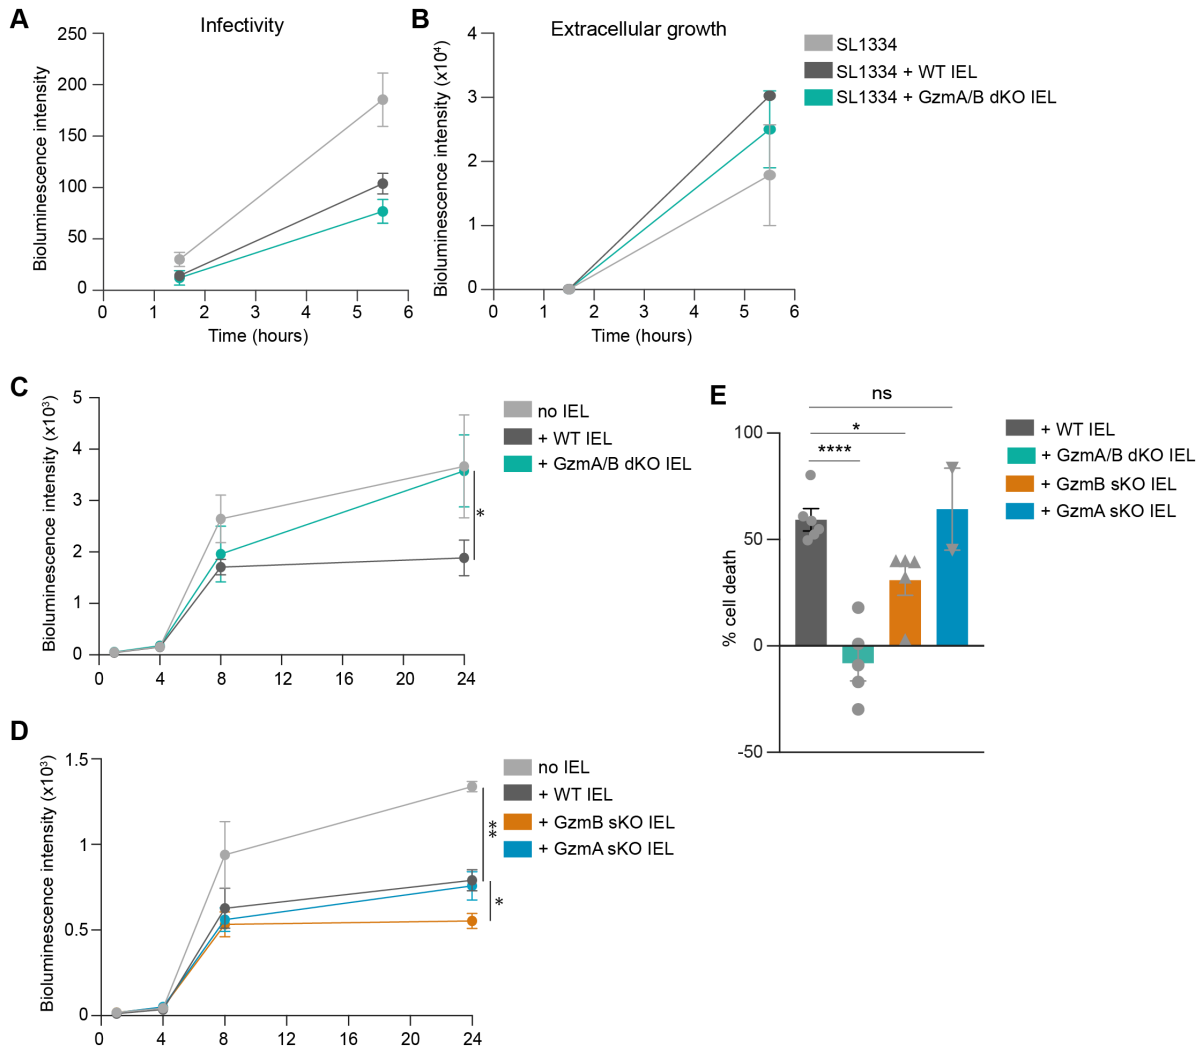 A
Infectivity
Bioluminescence intensity
250
200
150
100
50
0
0 1 2 3 4 5 6
Time (hours)
B
Extracellular growth
Bioluminescence intensity (x10⁴)
4
3
2
1
0
0 1 2 3 4 5 6
Time (hours)
SL1334
SL1334 + WT IEL
SL1334 + GzmA/B dKO IEL
C
Bioluminescence intensity (x10³)
5
4
3
2
1
0
0 4 8 12 16 20 24
*
no IEL
+ WT IEL
+ GzmA/B dKO IEL
D
Bioluminescence intensity (x10³)
1.5
1
0.5
0
0 4 8 12 16 20 24
**
*
no IEL
+ WT IEL
+ GzmB sKO IEL
+ GzmA sKO IEL
E
% cell death
100
50
0
-50
ns
*
****
+ WT IEL
+ GzmA/B dKO IEL
+ GzmB sKO IEL
+ GzmA sKO IEL